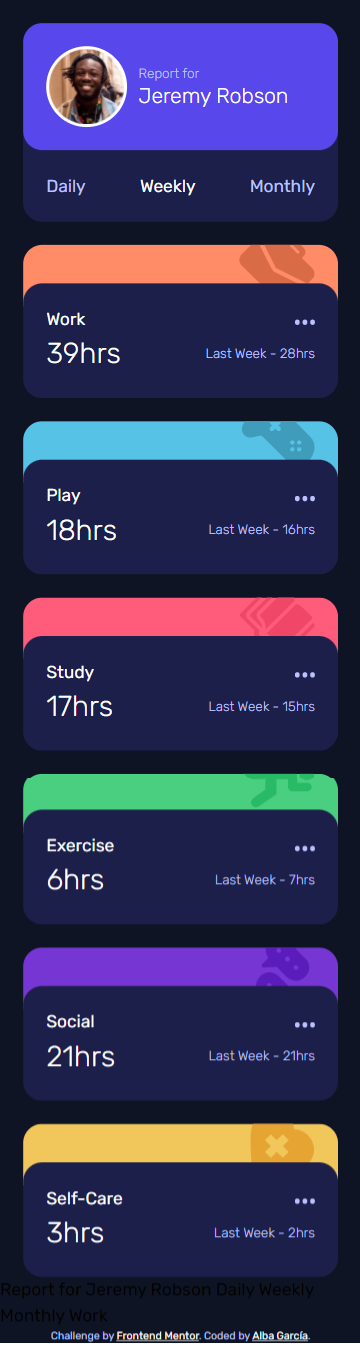 Report for
Jeremy Robson
Daily Weekly Monthly
Work
39hrs Last Week - 28hrs
Play
18hrs Last Week - 16hrs
Study
17hrs Last Week - 15hrs
Exercise
6hrs Last Week - 7hrs
Social
21hrs Last Week - 21hrs
Self-Care
3hrs Last Week - 2hrs
Report for Jeremy Robson Daily Weekly
Monthly Work
Challenge by Frontend Mentor. Coded by Alba García.